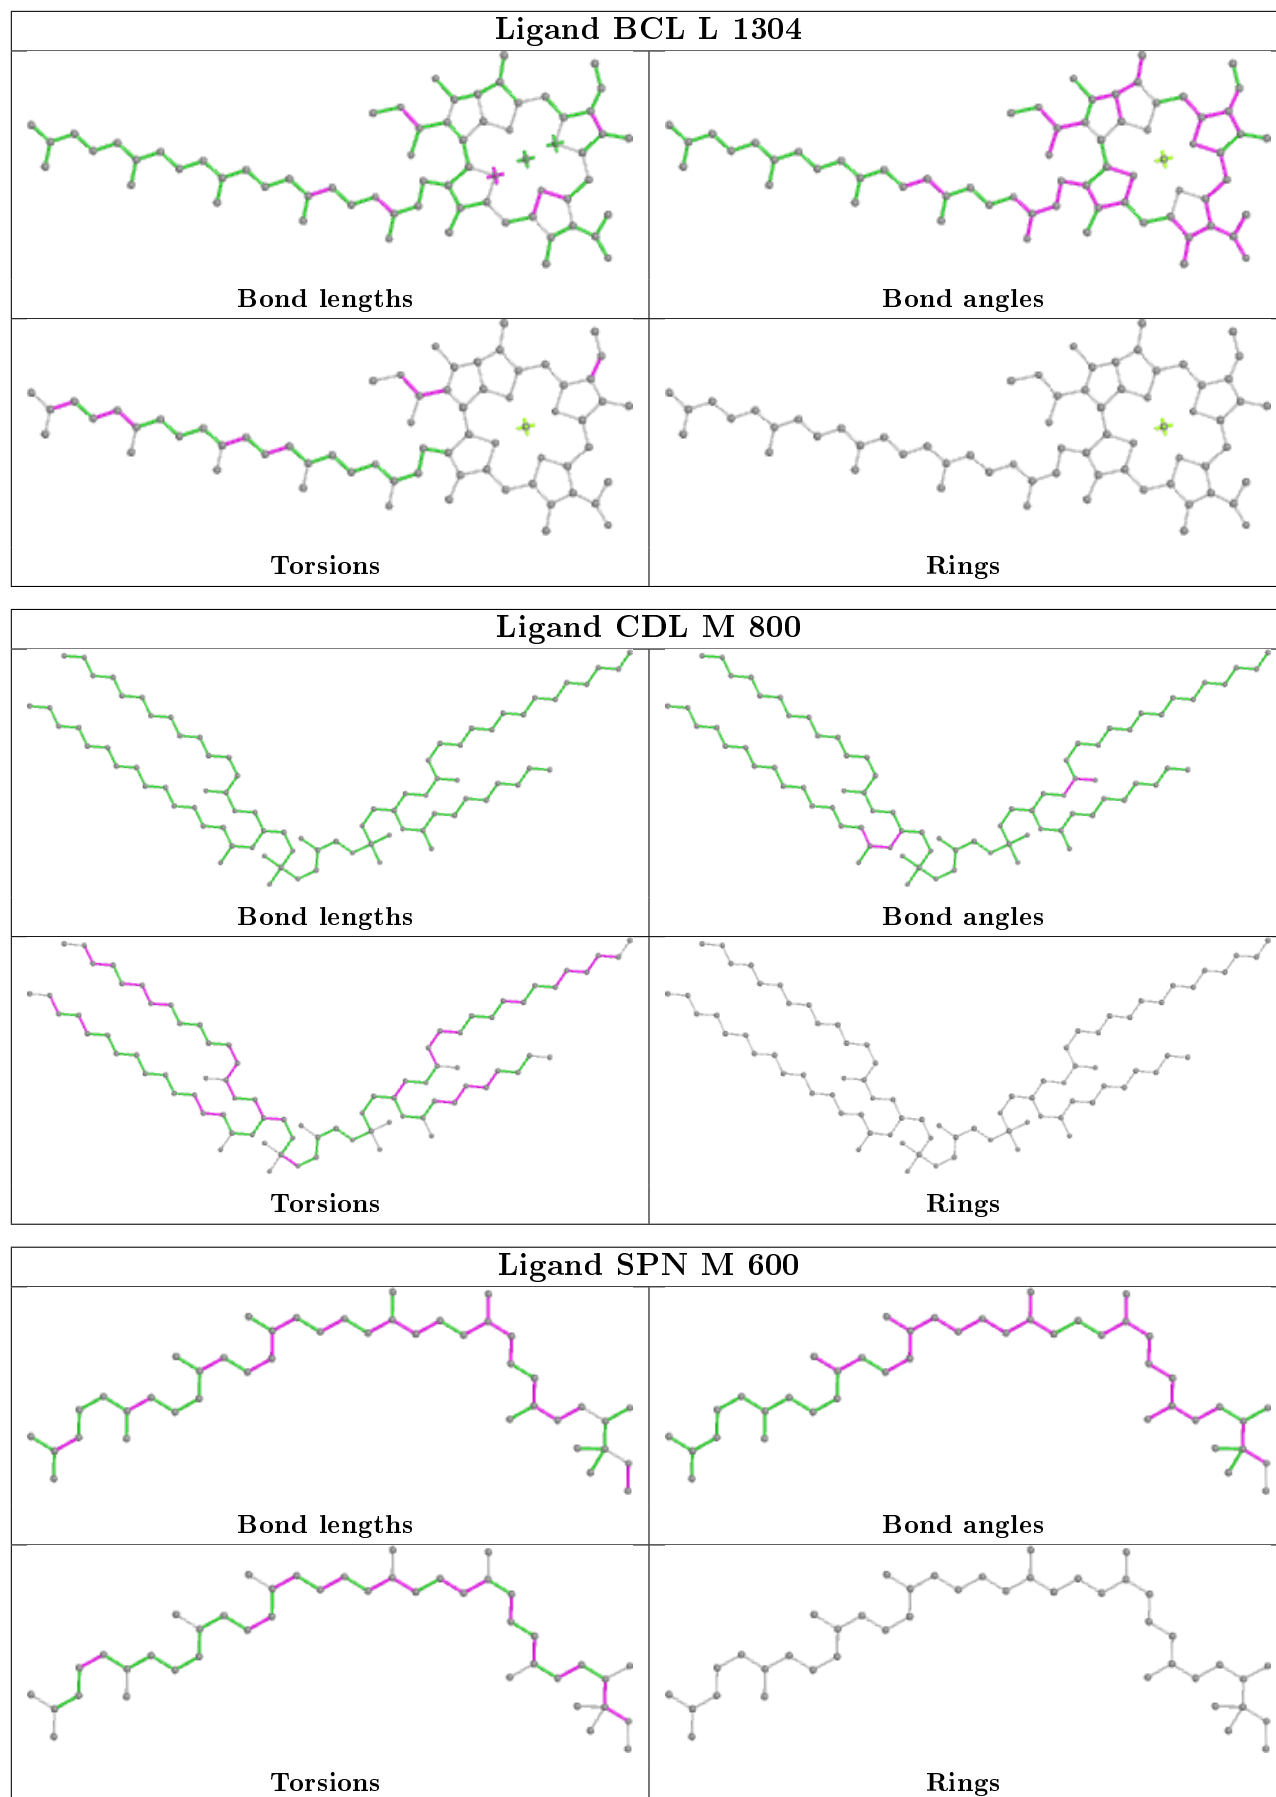 Ligand BCL L 1304
Bond lengths
Bond angles
Torsions
Rings
Ligand CDL M 800
Bond lengths
Bond angles
Torsions
Rings
Ligand SPN M 600
Bond lengths
Bond angles
Torsions
Rings